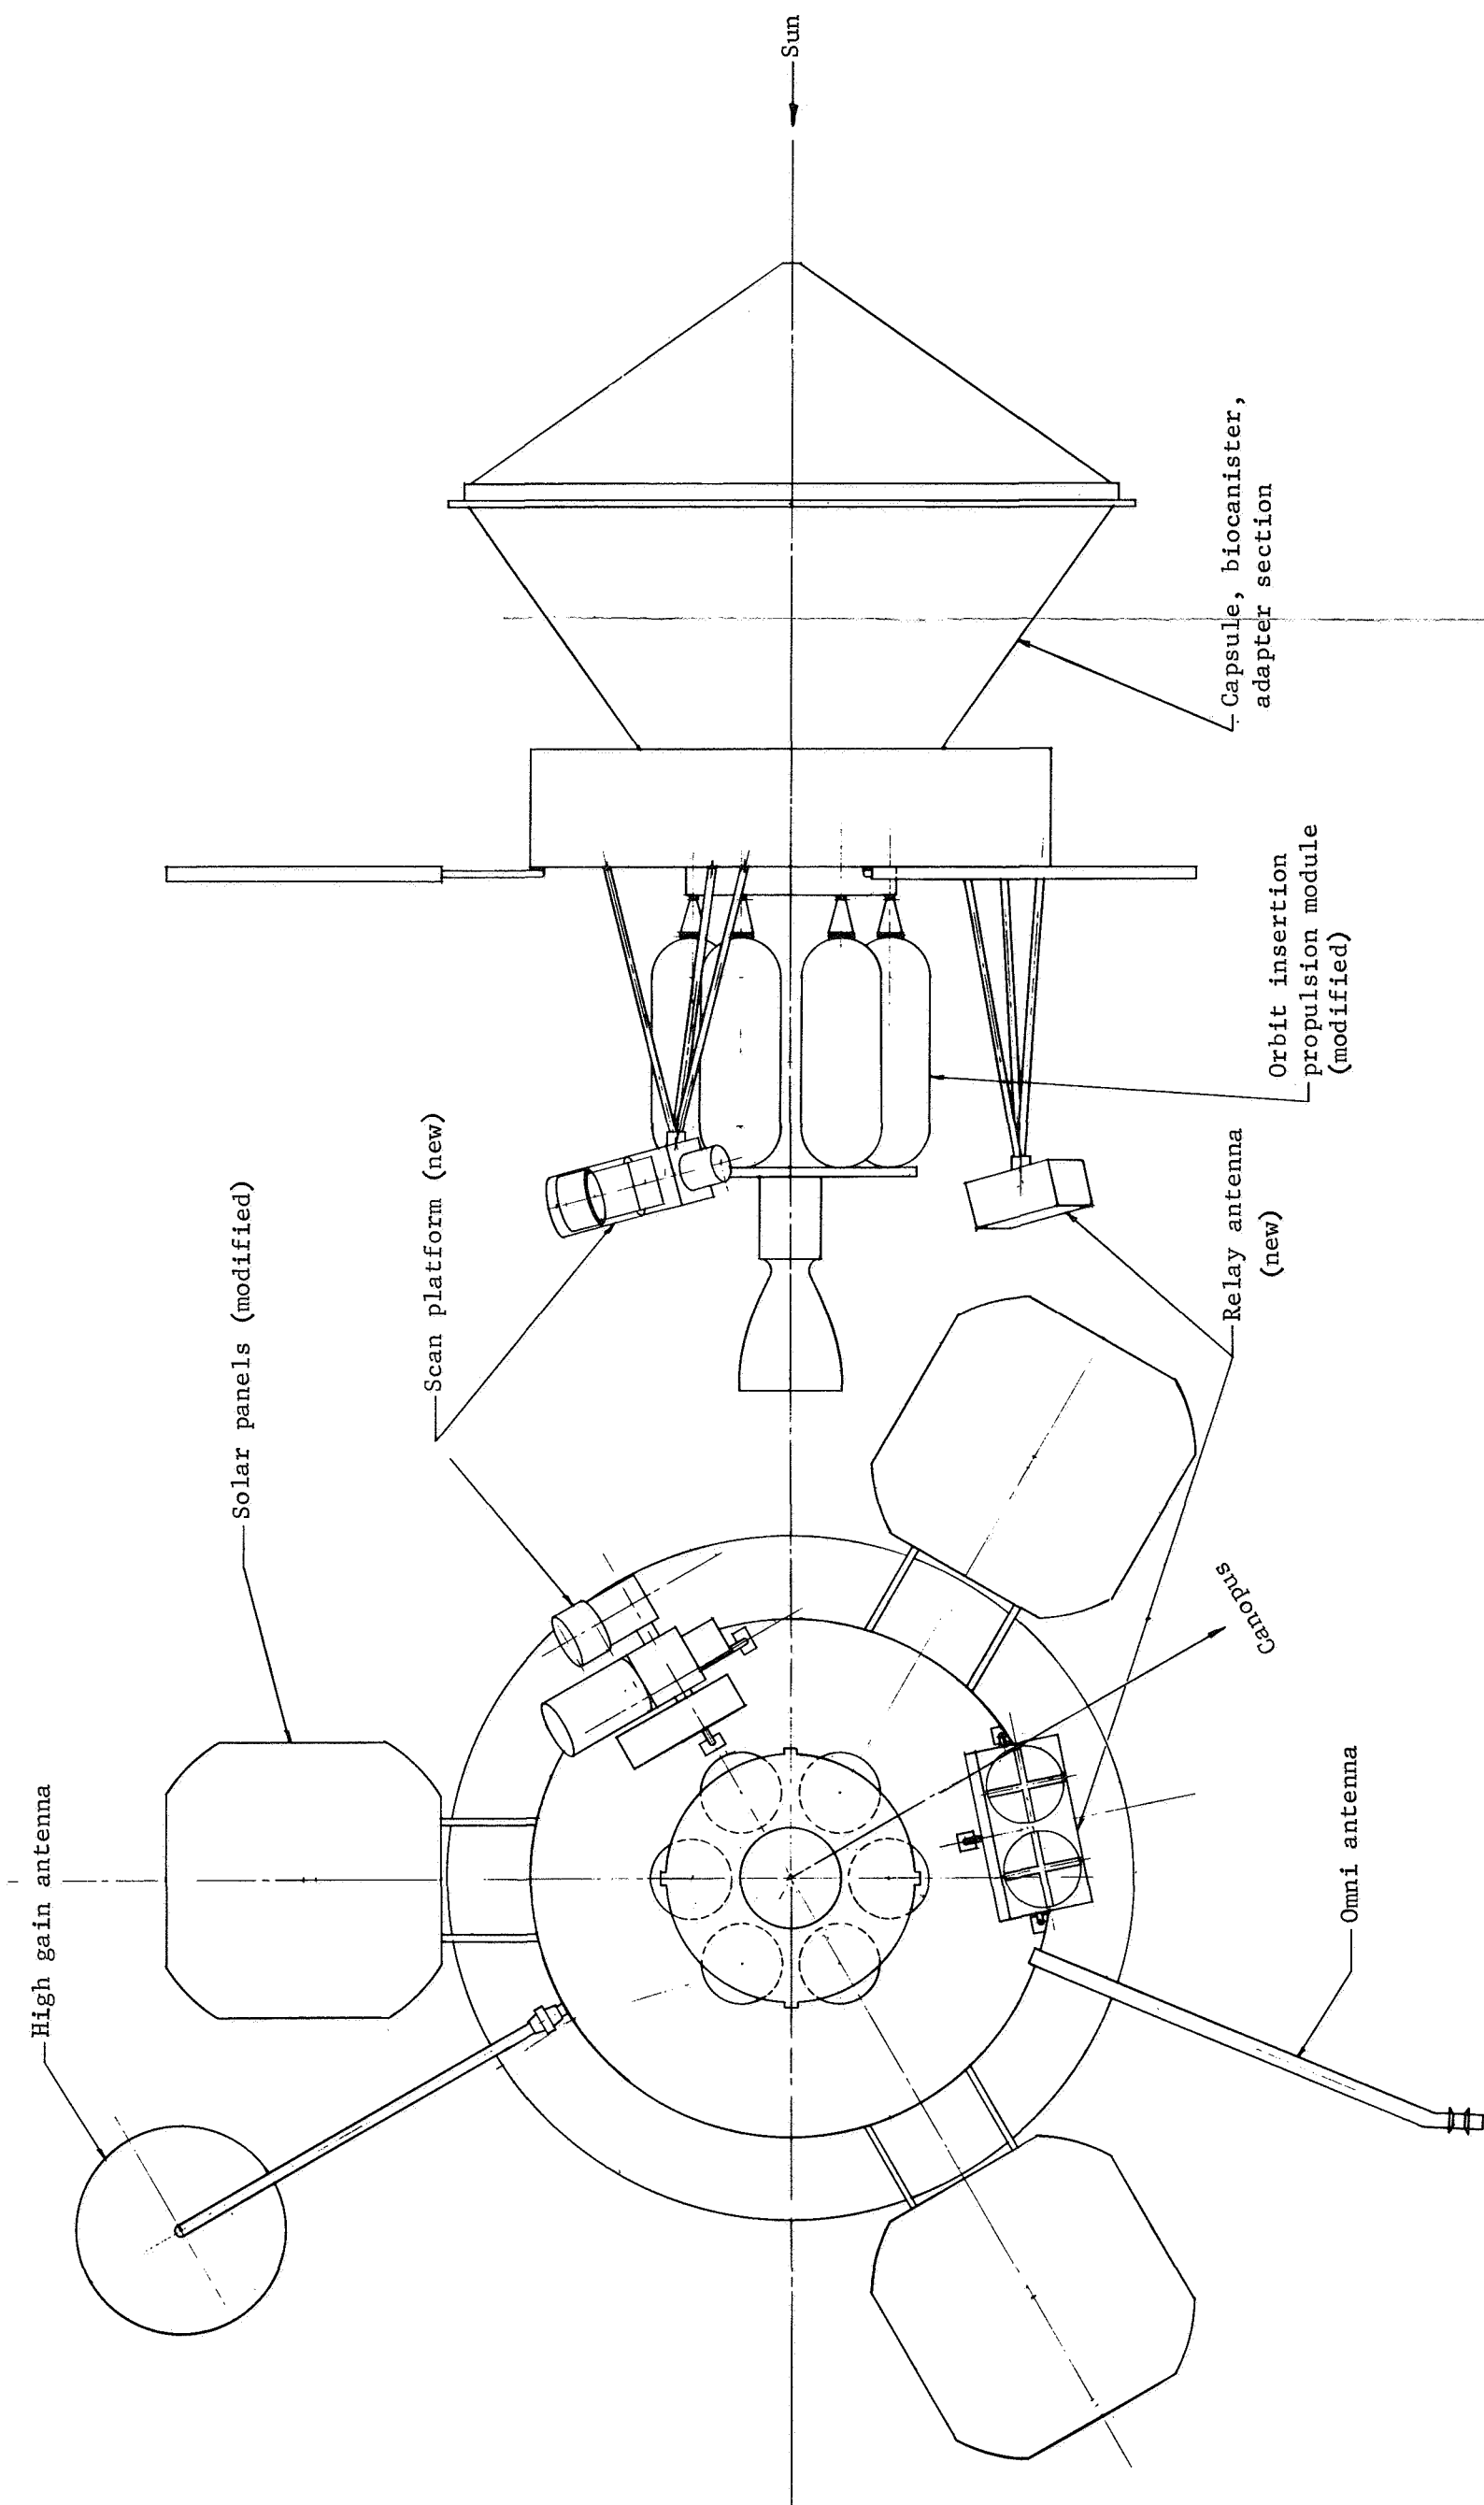 High gain antenna
Solar panels (modified)
Scan platform (new)
Sun
Omni antenna
Canopus
Relay antenna
(new)
Orbit insertion
propulsion module
(modified)
Capsule, biocanister,
adapter section